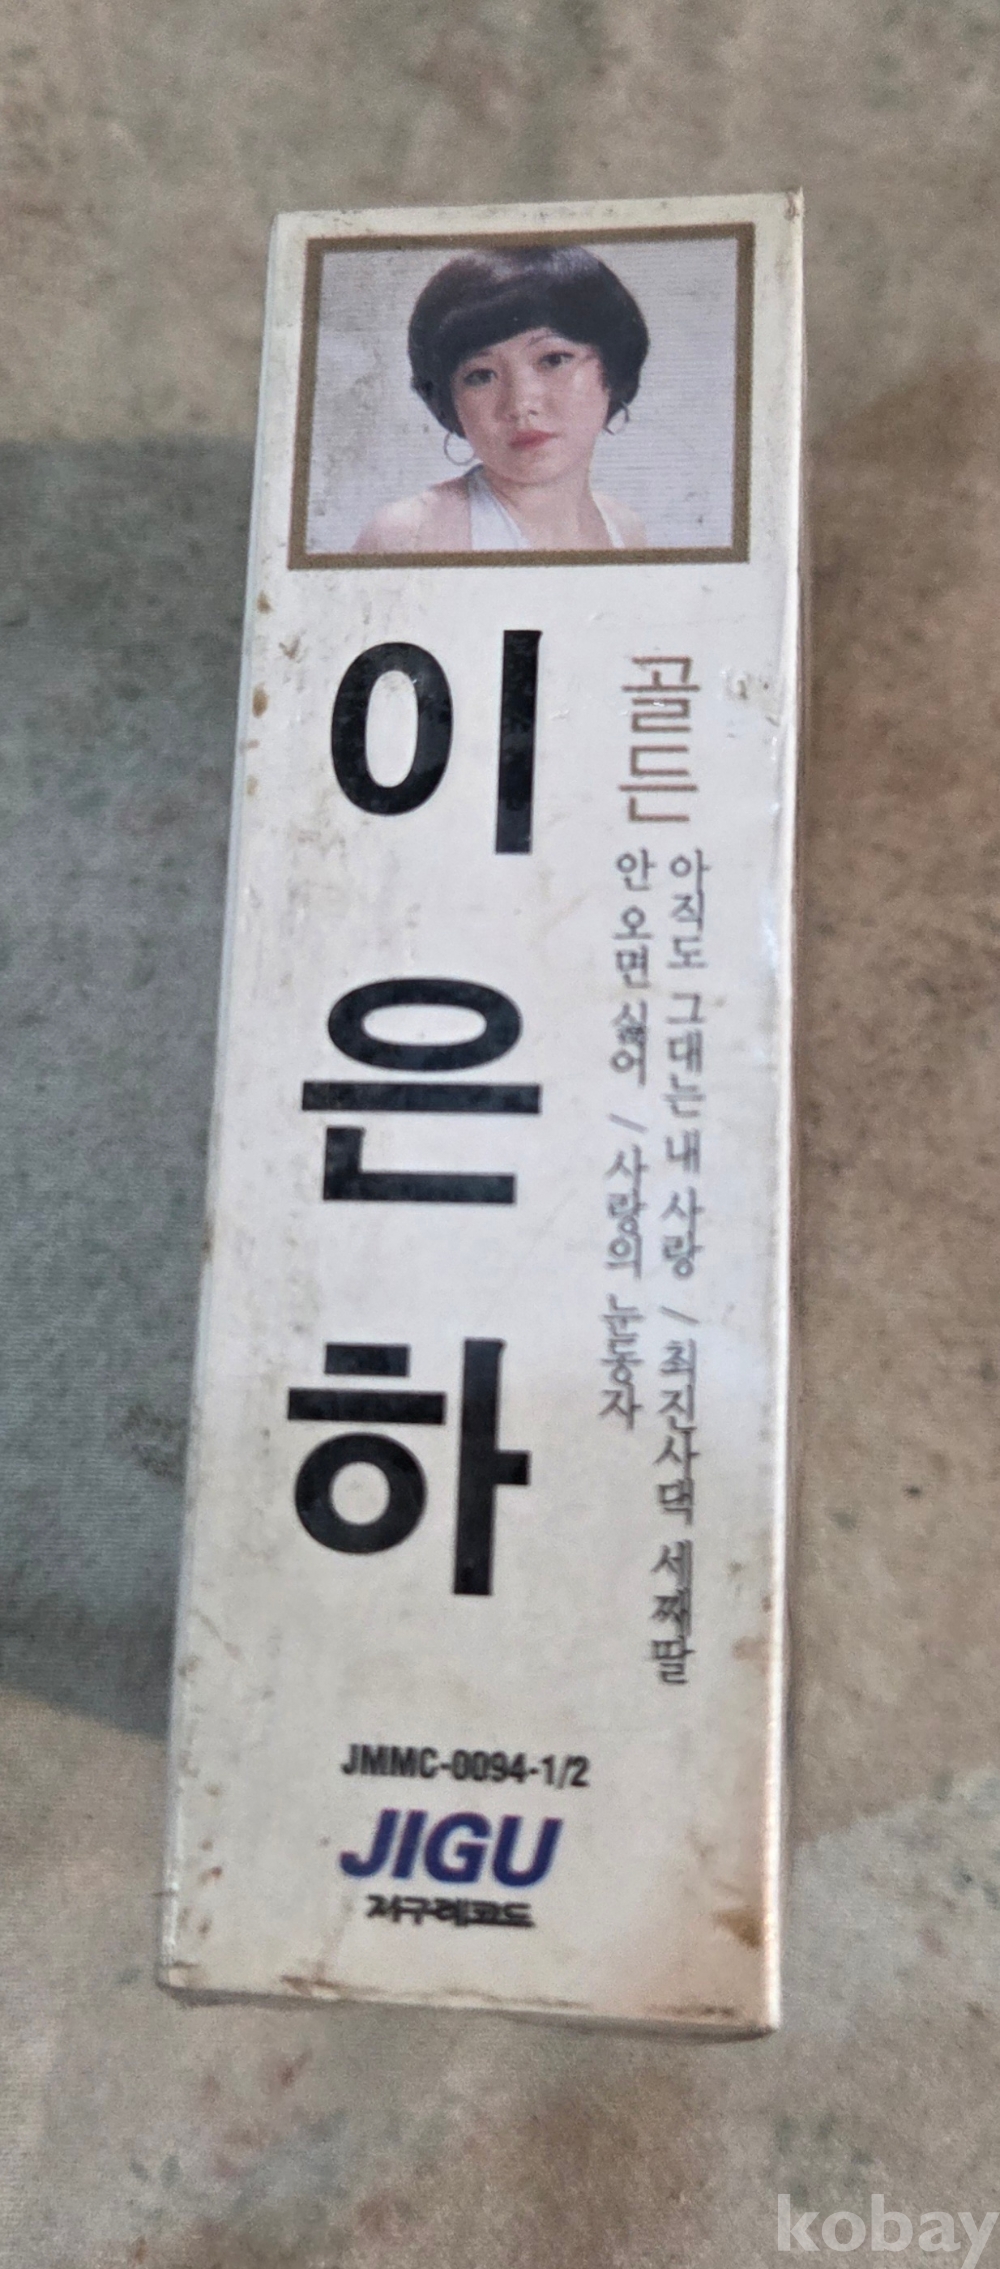 골든
이은하
아직도 그대는 내 사랑 / 최진사댁 세째딸
안 오면 싫어 / 사랑의 눈동자
JMMC-0094-1/2
JIGU
지구레코드
kobay